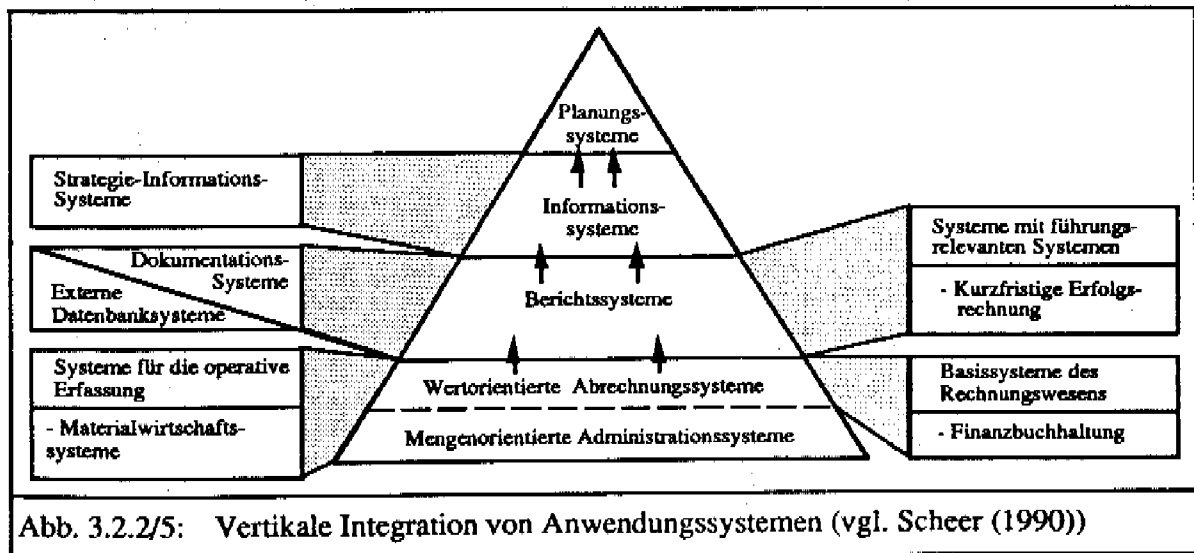 Planungs-
systeme
Strategie-Informations-
Systeme
Informations-
systeme
Systeme mit führungs-
relevanten Systemen
- Kurzfristige Erfolgs-
rechnung
Dokumentations-
Systeme
Externe
Datenbanksysteme
Berichtssysteme
Systeme für die operative
Erfassung
- Materialwirtschafts-
systeme
Wertorientierte Abrechnungssysteme
Mengenorientierte Administrationssysteme
Basissysteme des
Rechnungswesens
- Finanzbuchhaltung
Abb. 3.2.2/5: Vertikale Integration von Anwendungssystemen (vgl. Scheer (1990))